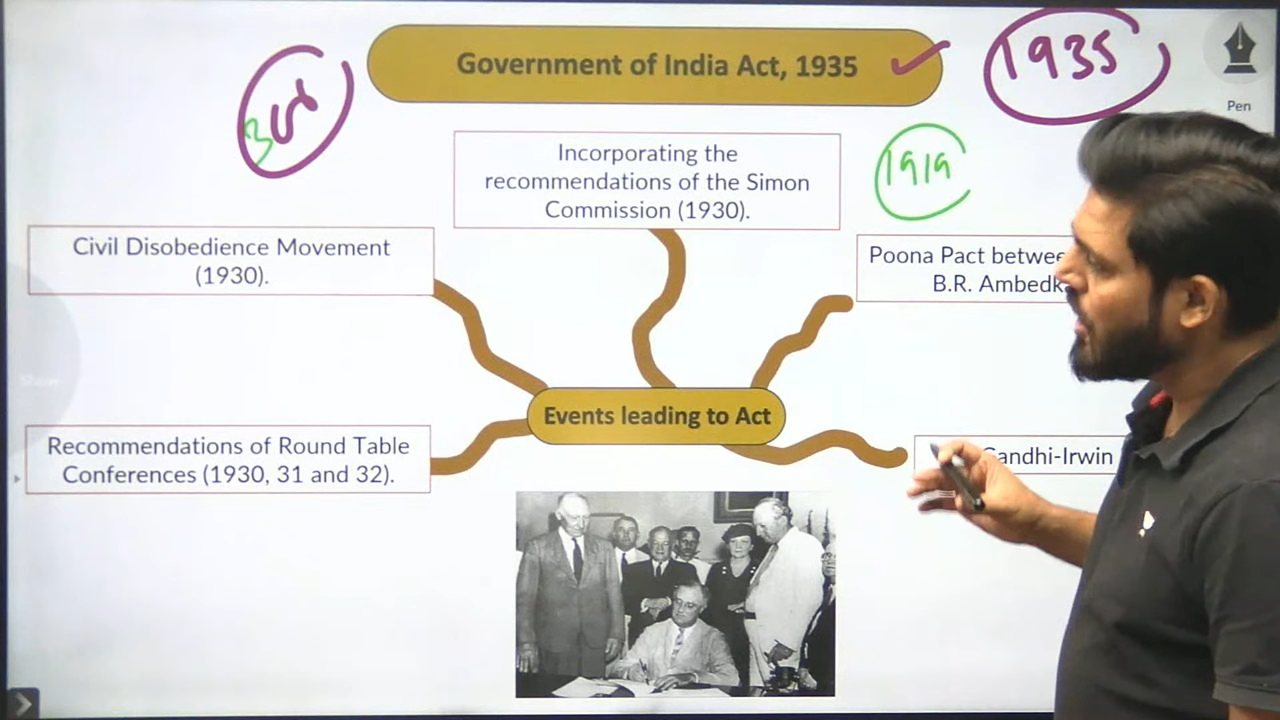 Government of India Act, 1935
1935
Pen
3rd
Incorporating the
recommendations of the Simon
Commission (1930).
1919
Civil Disobedience Movement
(1930).
Poona Pact betwee
B.R. Ambedk
Events leading to Act
Recommendations of Round Table
Conferences (1930, 31 and 32).
Gandhi-Irwin